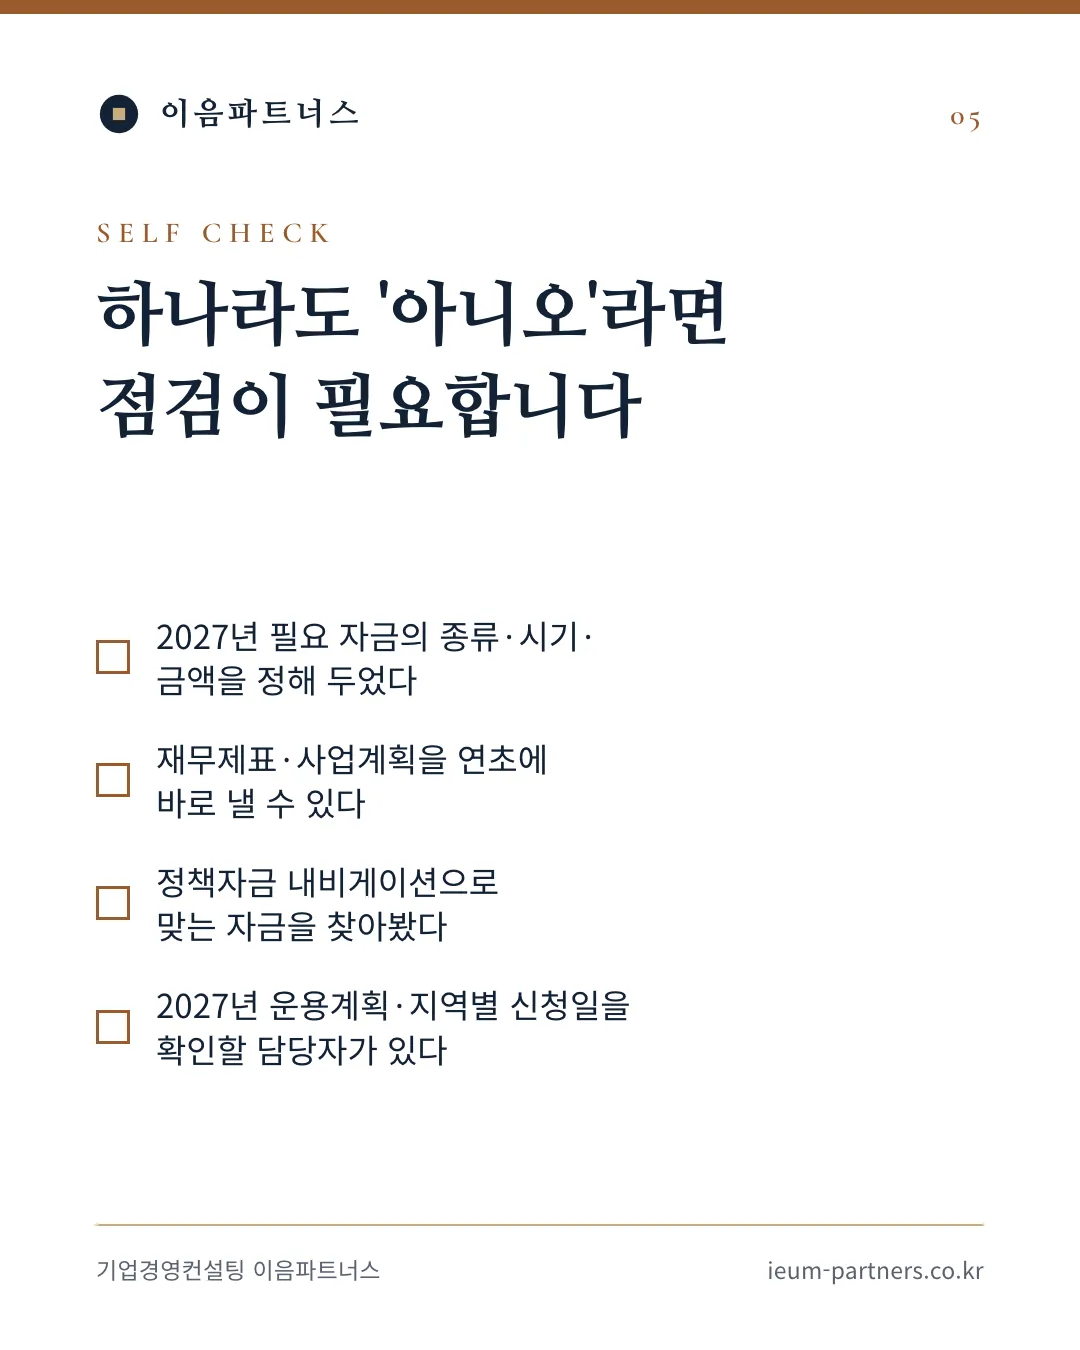 이음파트너스
05
SELF CHECK
하나라도 '아니오'라면
점검이 필요합니다
2027년 필요 자금의 종류·시기·
금액을 정해 두었다
재무제표·사업계획을 연초에
바로 낼 수 있다
정책자금 내비게이션으로
맞는 자금을 찾아봤다
2027년 운용계획·지역별 신청일을
확인할 담당자가 있다
기업경영컨설팅 이음파트너스
ieum-partners.co.kr